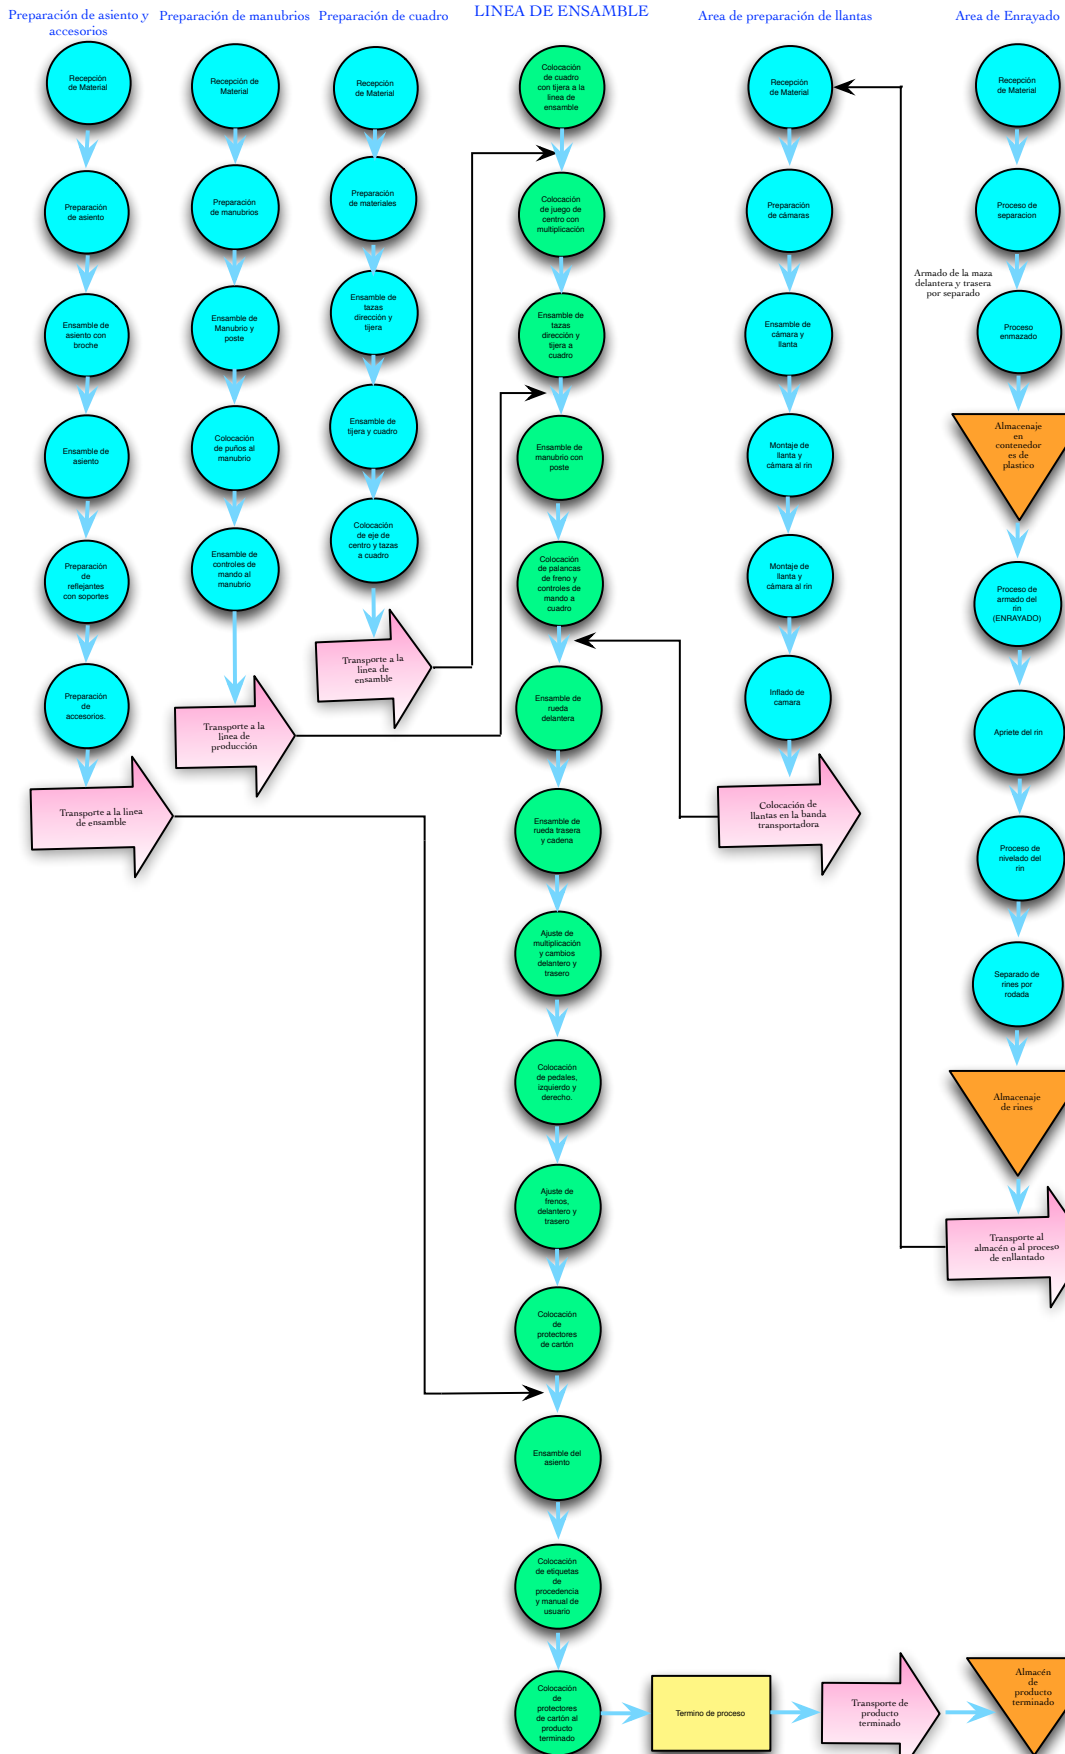 Preparación de asiento y
accesorios
Recepción
de Material
Preparación
de asiento
Ensamble de
asiento con
broche
Ensamble de
asiento
Preparación
de
reflejantes
con soportes
Preparación
de
accesorios.
Transporte a la linea
de ensamble
Preparación de manubrios
Recepción de
Material
Preparación
de manubrios
Ensamble de
Manubrio y
poste
Colocación
de puños al
manubrio
Ensamble de
controles de
mando al
manubrio
Transporte a la
linea de
producción
Preparación de cuadro
Recepción
de Material
Preparación
de materiales
Ensamble de
tazas
dirección y
tijera
Ensamble de
tijera y cuadro
Colocación
de eje de
centro y tazas
a cuadro
Transporte a la
linea de
ensamble
LINEA DE ENSAMBLE
Colocación
de cuadro
con tijera a la
linea de
ensamble
Colocación
de juego de
centro con
multiplicación
Ensamble de
tazas
dirección y
tijera a
cuadro
Ensamble de
manubrio con
poste
Colocación
de palancas
de freno y
controles de
mando a
cuadro
Ensamble de
rueda
delantera
Ensamble de
rueda trasera
y cadena
Ajuste de
multiplicación
y cambios
delantero y
trasero
Colocación
de pedales,
izquierdo y
derecho.
Ajuste de
frenos,
delantero y
trasero
Colocación
de
protectores
de cartón
Ensamble del
asiento
Colocación
de etiquetas
de
procedencia
y manual de
usuario
Colocación
de
protectores
de cartón al
producto
terminado
Termino de proceso
Transporte de
producto
terminado
Almacén
de
producto
terminado
Area de preparación de llantas
Recepción
de Material
Preparación
de cámaras
Ensamble de
cámara y
llanta
Montaje de
llanta y
cámara al rin
Montaje de
llanta y
cámara al rin
Inflado de
camara
Colocación de
llantas en la banda
transportadora
Area de Enrayado
Recepción
de Material
Proceso de
separacion
Armado de la maza
delantera y trasera
por separado
Proceso
enmazado
Almacenaje
en
contenedor
es de
plastico
Proceso de
armado del
rin
(ENRAYADO)
Apriete del rin
Proceso de
nivelado del
rin
Separado de
rines por
rodada
Almacenaje
de rines
Transporte al
almacén o al proceso
de enllantado